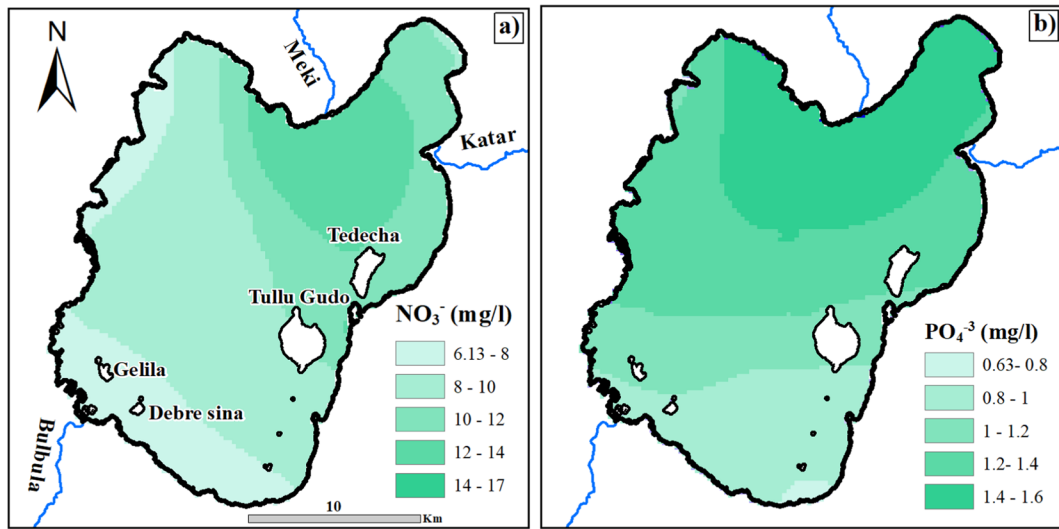 N
a)
Meki
Katar
Tedecha
Tullu Gudo
Gelila
Debre sina
Bulbula
NO₃⁻ (mg/l)
6.13 - 8
8 - 10
10 - 12
12 - 14
14 - 17
10
Km
b)
PO₄⁻³ (mg/l)
0.63- 0.8
0.8 - 1
1 - 1.2
1.2- 1.4
1.4 - 1.6